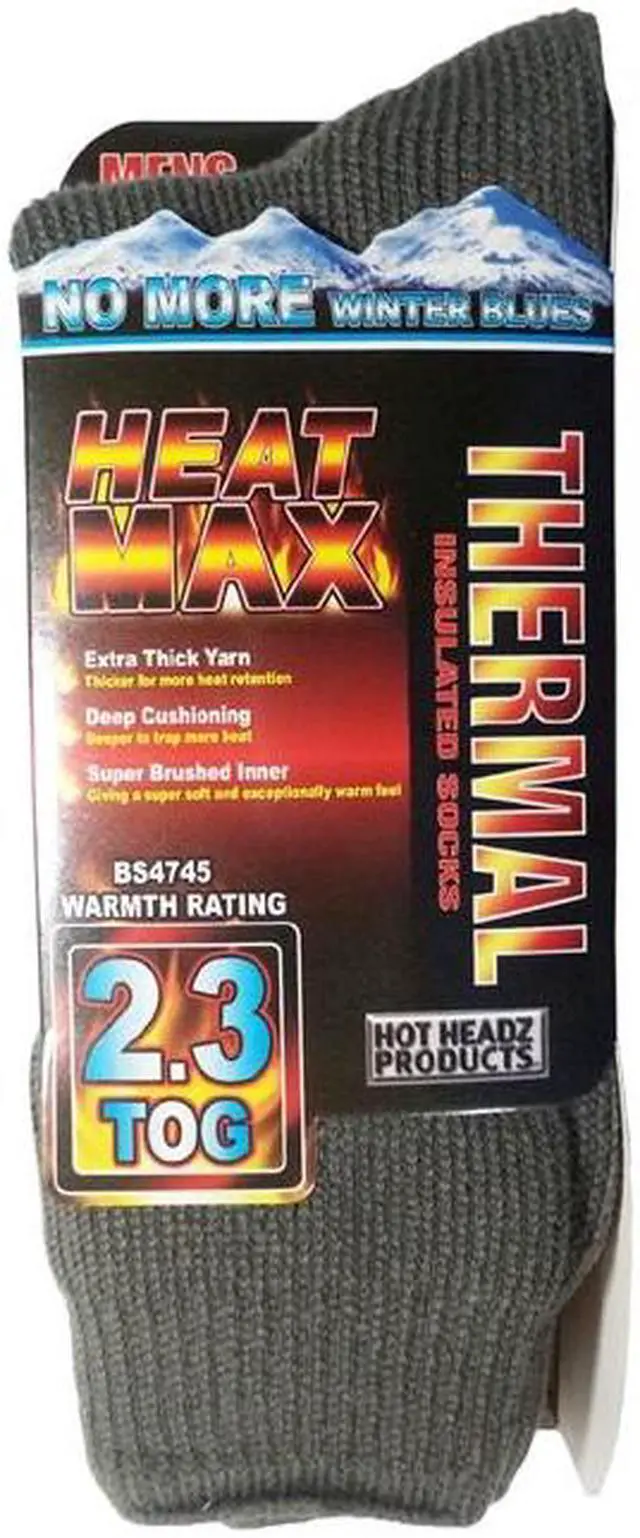 MENS
NO MORE WINTER BLUES
HEAT
MAX
Extra Thick Yarn
Thicker for more heat retention
Deep Cushioning
Deeper to trap more heat
Super Brushed Inner
Giving a super soft and exceptionally warm feel
BS4745
WARMTH RATING
2.3
TOG
THERMAL
INSULATED SOCKS
HOT HEADZ
PRODUCTS